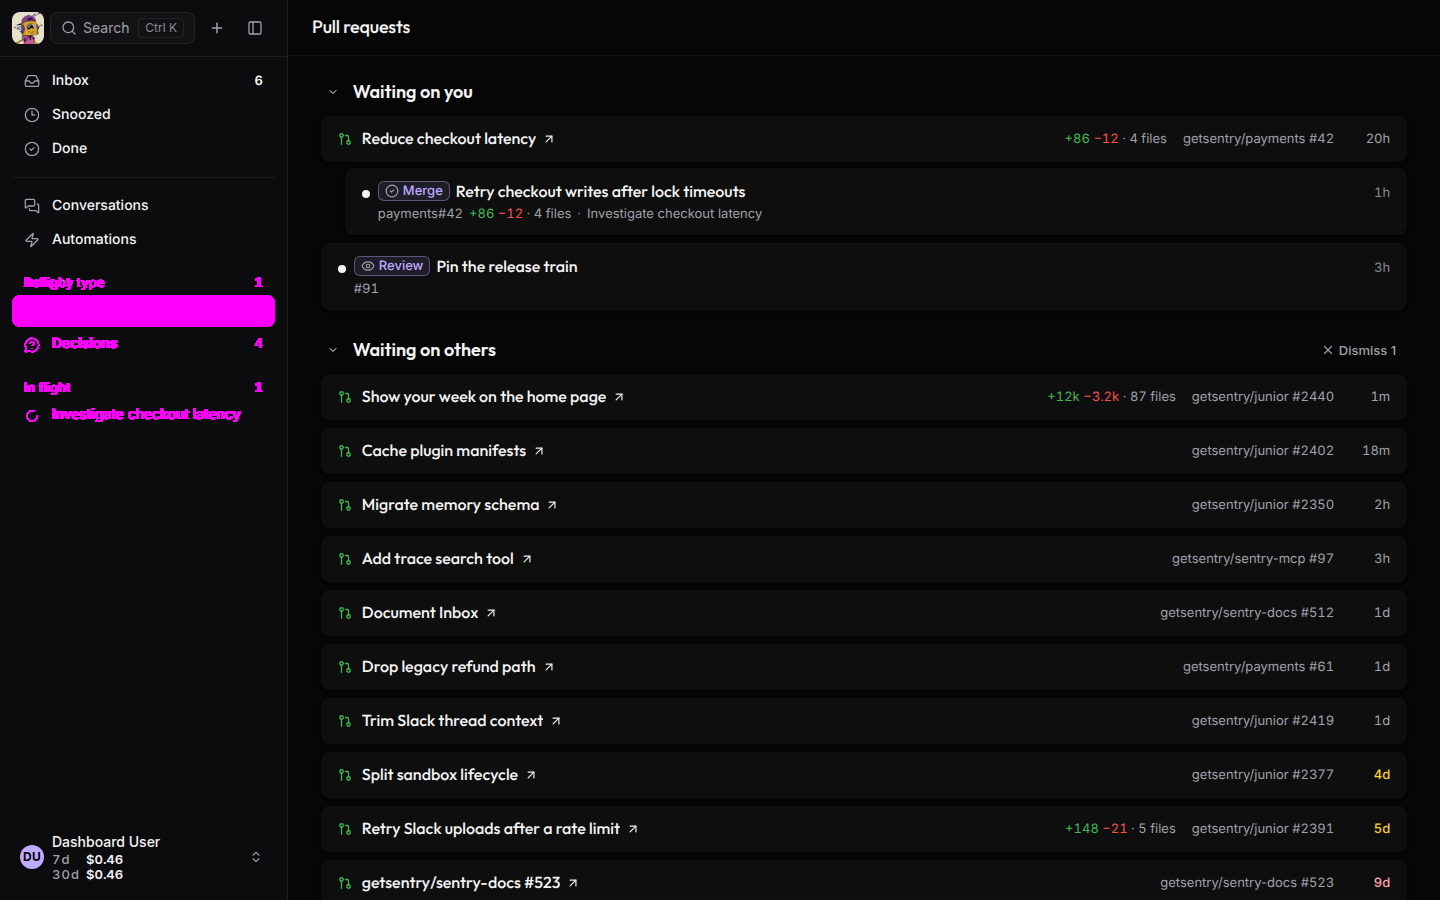 Search Ctrl K
Inbox 6
Snoozed
Done
Conversations
Automations
by type 1
Decisions 4
In flight 1
Investigate checkout latency
DU
Dashboard User
7d $0.46
30d $0.46
Pull requests
Waiting on you
Reduce checkout latency +86 −12 · 4 files getsentry/payments #42 20h
Merge Retry checkout writes after lock timeouts 1h
payments#42 +86 −12 · 4 files · Investigate checkout latency
Review Pin the release train 3h
#91
Waiting on others Dismiss 1
Show your week on the home page +12k −3.2k · 87 files getsentry/junior #2440 1m
Cache plugin manifests getsentry/junior #2402 18m
Migrate memory schema getsentry/junior #2350 2h
Add trace search tool getsentry/sentry-mcp #97 3h
Document Inbox getsentry/sentry-docs #512 1d
Drop legacy refund path getsentry/payments #61 1d
Trim Slack thread context getsentry/junior #2419 1d
Split sandbox lifecycle getsentry/junior #2377 4d
Retry Slack uploads after a rate limit +148 −21 · 5 files getsentry/junior #2391 5d
getsentry/sentry-docs #523 getsentry/sentry-docs #523 9d